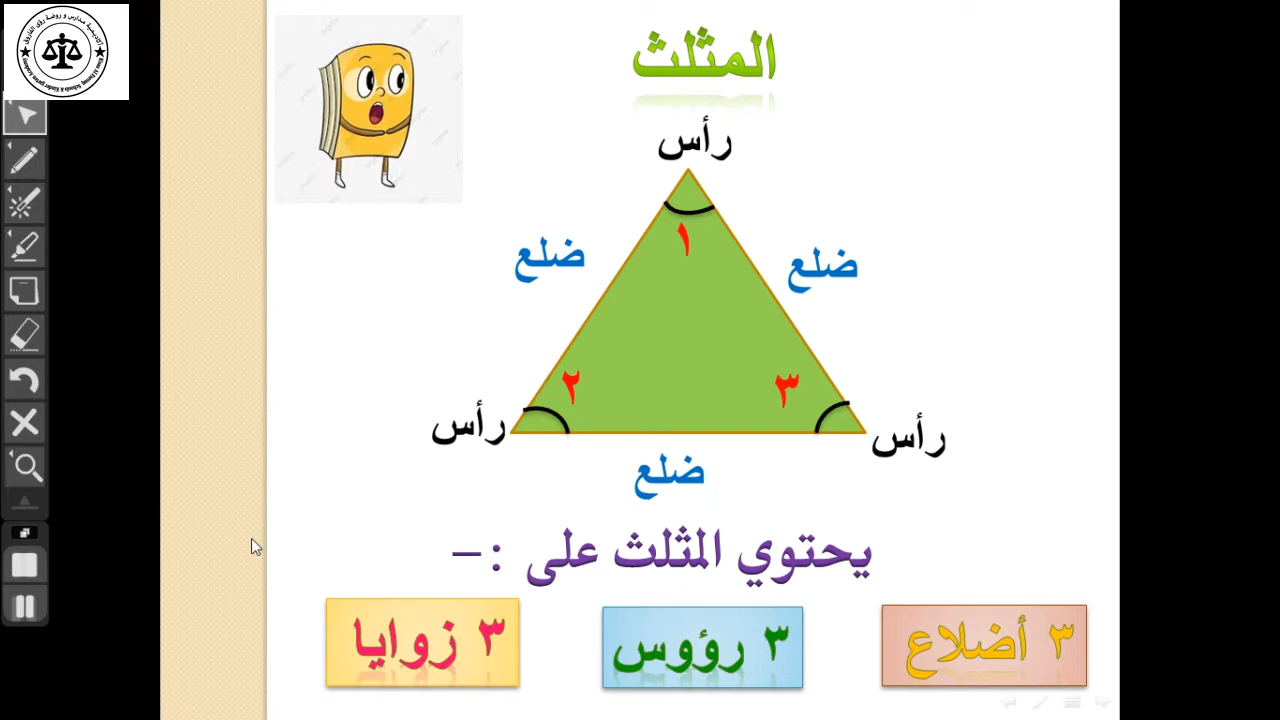 المثلث
رأس
١
ضلع
ضلع
٢
٣
رأس
رأس
ضلع
يحتوي المثلث على :–
٣ أضلاع
٣ رؤوس
٣ زوايا